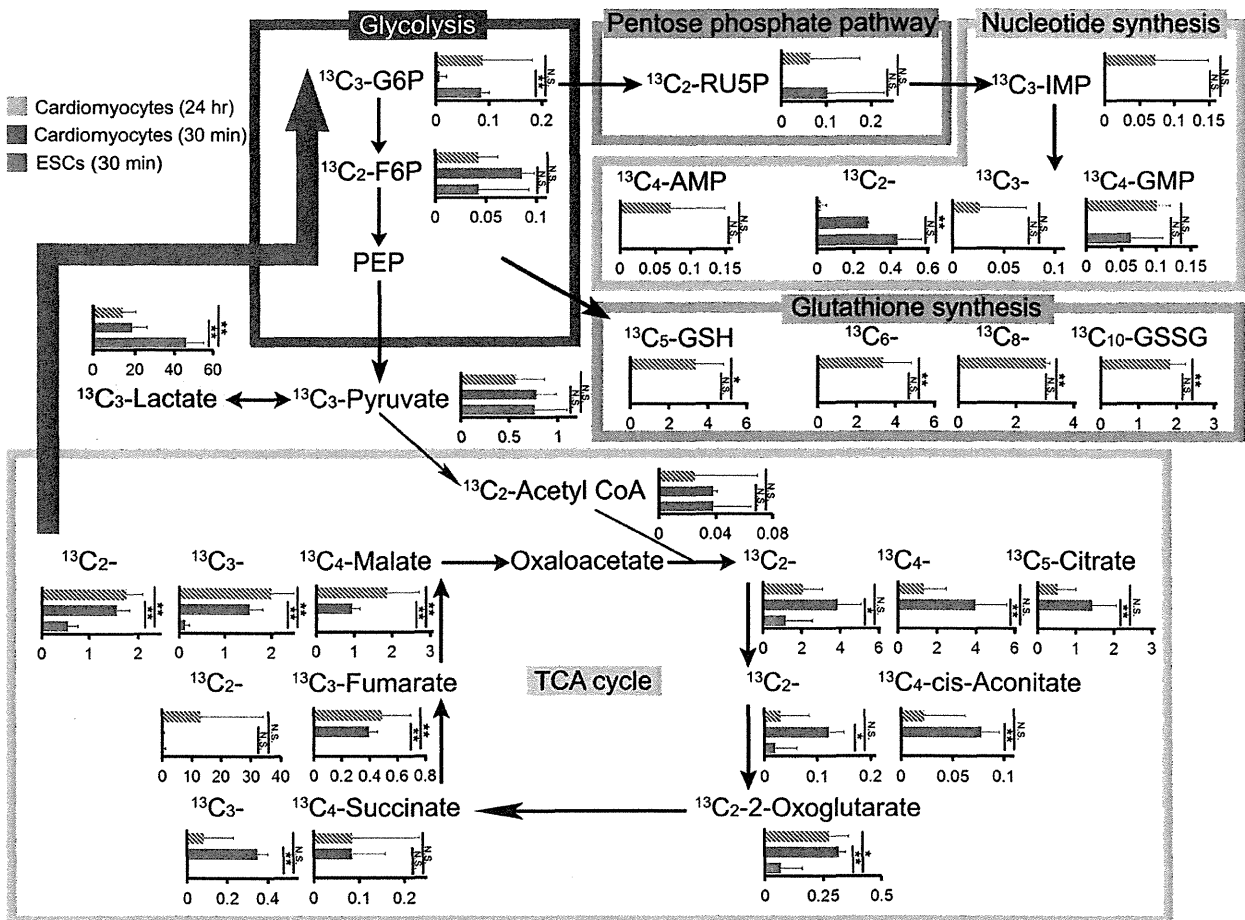 Glycolysis
Pentose phosphate pathway
Nucleotide synthesis
Cardiomyocytes (24 hr)
Cardiomyocytes (30 min)
ESCs (30 min)
¹³C₃-G6P
N.S.
**
0 0.1 0.2
¹³C₂-RU5P
N.S.
N.S.
0 0.1 0.2
¹³C₃-IMP
N.S.
N.S.
0 0.05 0.1 0.15
¹³C₂-F6P
N.S.
N.S.
0 0.05 0.1
PEP
¹³C₄-AMP
N.S.
N.S.
0 0.05 0.1 0.15
¹³C₂-
**
N.S.
0 0.2 0.4 0.6
¹³C₃-
N.S.
N.S.
0 0.05 0.1
¹³C₄-GMP
N.S.
N.S.
0 0.05 0.1 0.15
Glutathione synthesis
¹³C₅-GSH
*
N.S.
0 2 4 6
¹³C₆-
**
N.S.
0 2 4 6
¹³C₈-
**
N.S.
0 2 4
¹³C₁₀-GSSG
**
N.S.
0 1 2 3
**
**
0 20 40 60
¹³C₃-Lactate
¹³C₃-Pyruvate
N.S.
N.S.
0 0.5 1
¹³C₂-Acetyl CoA
N.S.
N.S.
0 0.04 0.08
¹³C₂-
**
**
0 1 2
¹³C₃-
**
**
0 1 2
¹³C₄-Malate
**
**
0 1 2 3
Oxaloacetate
¹³C₂-
N.S.
*
0 2 4 6
¹³C₄-
N.S.
**
0 2 4 6
¹³C₅-Citrate
N.S.
**
0 1 2 3
TCA cycle
¹³C₂-
N.S.
N.S.
0 10 20 30 40
¹³C₃-Fumarate
**
**
0 0.2 0.4 0.6 0.8
¹³C₂-
N.S.
*
0 0.1 0.2
¹³C₄-cis-Aconitate
N.S.
**
0 0.05 0.1
¹³C₃-
N.S.
**
0 0.2 0.4
¹³C₄-Succinate
N.S.
N.S.
0 0.1 0.2
¹³C₂-2-Oxoglutarate
*
**
0 0.25 0.5